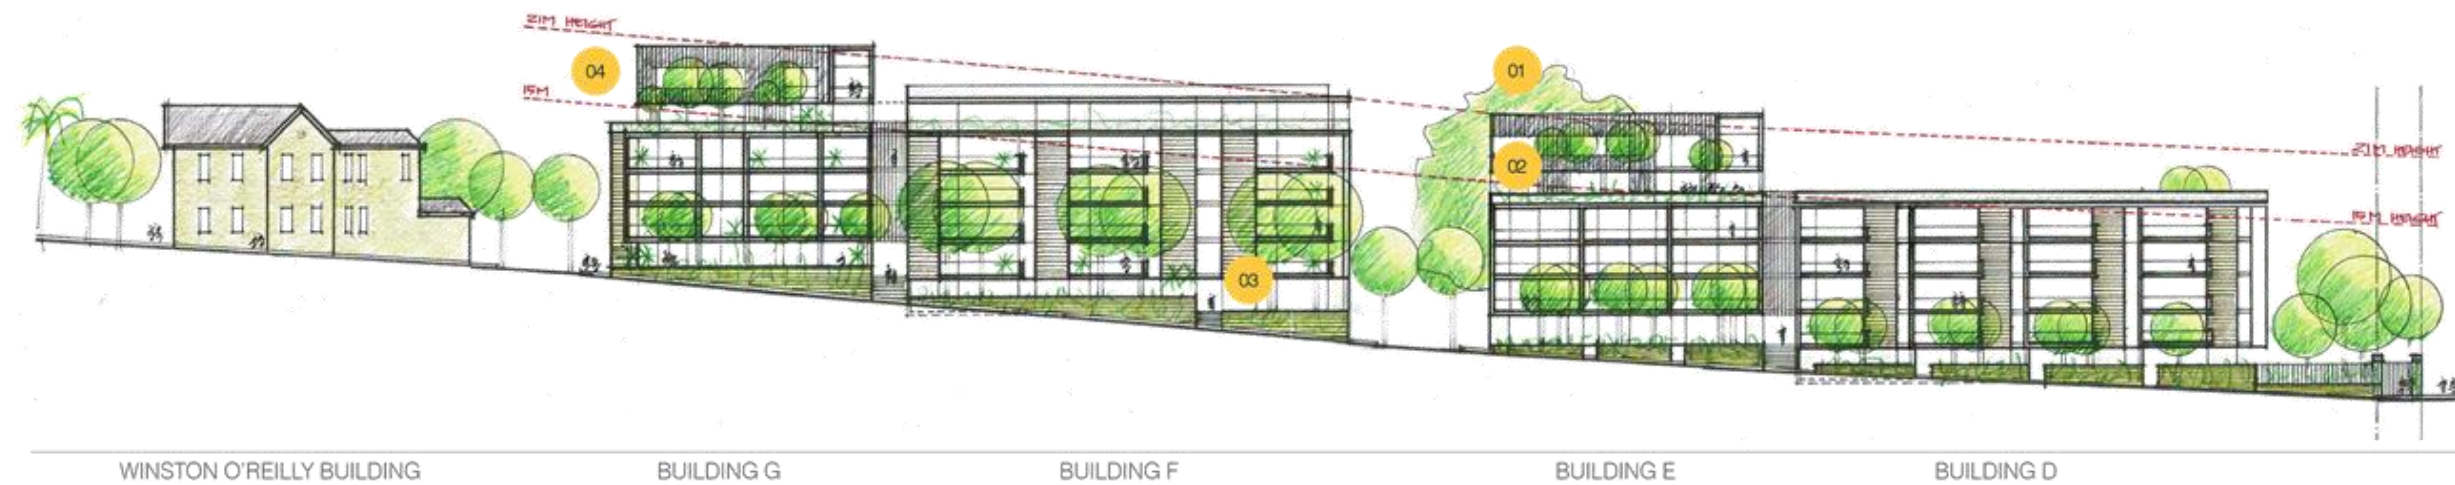 21M HEIGHT
04
01
15M
21M HEIGHT
02
15M HEIGHT
03
WINSTON O'REILLY BUILDING
BUILDING G
BUILDING F
BUILDING E
BUILDING D